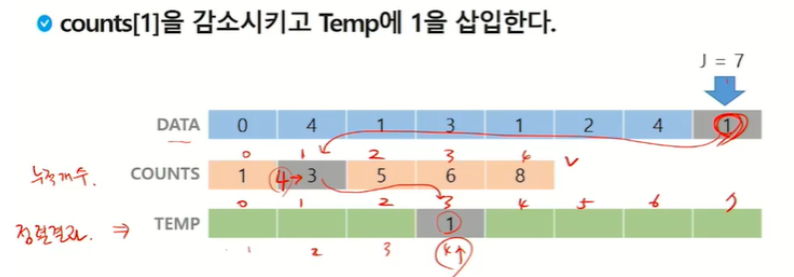 counts[1]을 감소시키고 Temp에 1을 삽입한다.
J = 7
DATA 0 4 1 3 1 2 4 1
0 1 2 3 4
누적개수. COUNTS 1 4→3 5 6 8
0 1 2 3 4 5 6 7
정렬결과 ⇒ TEMP 1
1 2 3 4↑